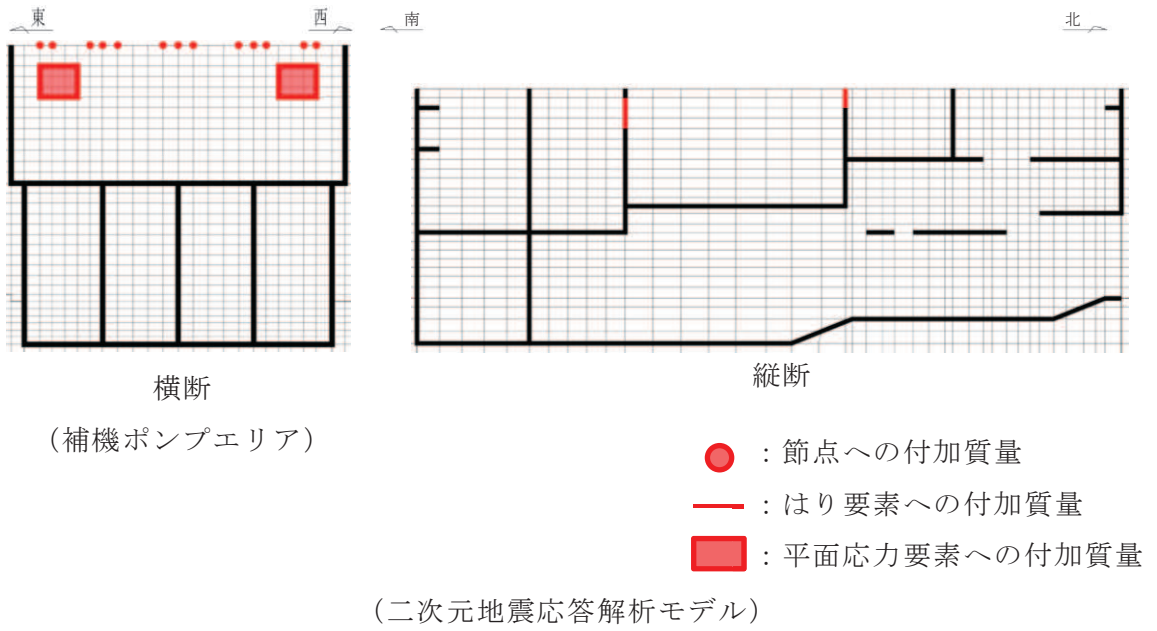 東 西 南 北
横断
(補機ポンプエリア)
縦断
:節点への付加質量
:はり要素への付加質量
:平面応力要素への付加質量
(二次元地震応答解析モデル)